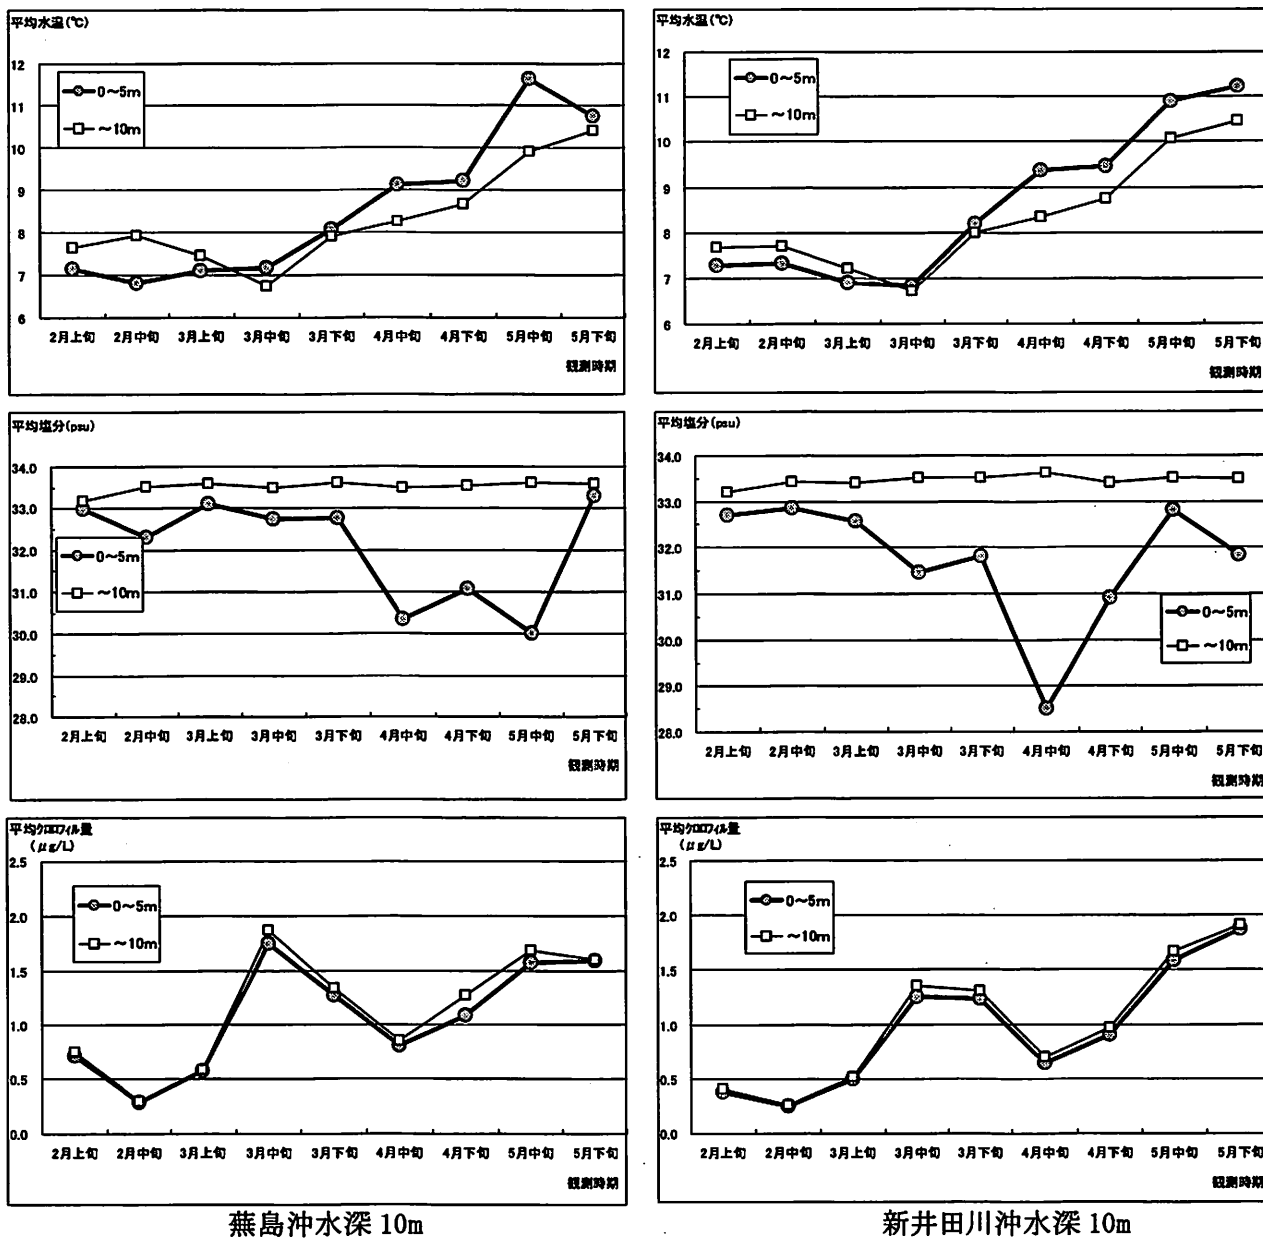 平均水温(℃)
12
11
10
9
8
7
6
0～5m
～10m
2月上旬 2月中旬 3月上旬 3月中旬 3月下旬 4月中旬 4月下旬 5月中旬 5月下旬
観測時期
平均水温(℃)
12
11
10
9
8
7
6
0～5m
～10m
2月上旬 2月中旬 3月上旬 3月中旬 3月下旬 4月中旬 4月下旬 5月中旬 5月下旬
観測時期
平均塩分(psu)
34.0
33.0
32.0
31.0
30.0
29.0
28.0
0～5m
～10m
2月上旬 2月中旬 3月上旬 3月中旬 3月下旬 4月中旬 4月下旬 5月中旬 5月下旬
観測時期
平均塩分(psu)
34.0
33.0
32.0
31.0
30.0
29.0
28.0
0～5m
～10m
2月上旬 2月中旬 3月上旬 3月中旬 3月下旬 4月中旬 4月下旬 5月中旬 5月下旬
観測時期
平均クロロフィル量
(μg/L)
2.5
2.0
1.5
1.0
0.5
0.0
0～5m
～10m
2月上旬 2月中旬 3月上旬 3月中旬 3月下旬 4月中旬 4月下旬 5月中旬 5月下旬
観測時期
平均クロロフィル量
(μg/L)
2.5
2.0
1.5
1.0
0.5
0.0
0～5m
～10m
2月上旬 2月中旬 3月上旬 3月中旬 3月下旬 4月中旬 4月下旬 5月中旬 5月下旬
観測時期
蕪島沖水深 10m
新井田川沖水深 10m